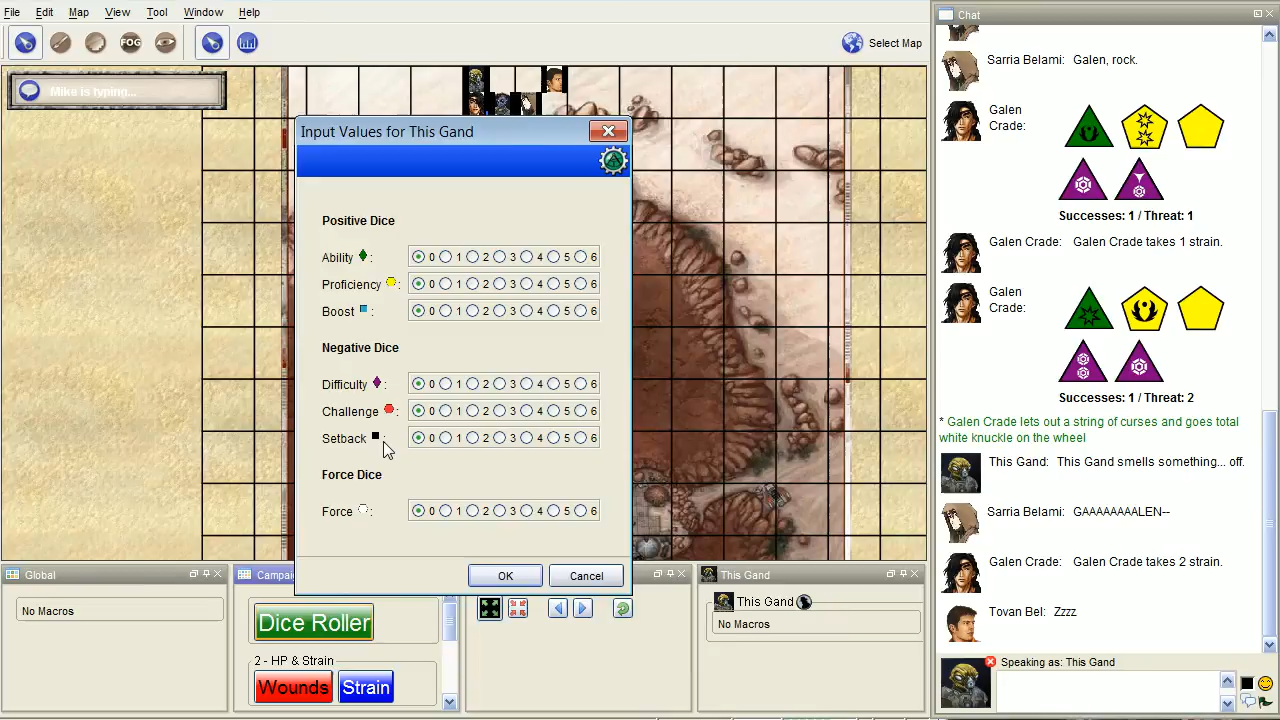 File Edit Map View Tool Window Help
FOG
Select Map
Mike is typing...
Input Values for This Gand
Positive Dice
Ability : 0 1 2 3 4 5 6
Proficiency : 0 1 2 3 4 5 6
Boost : 0 1 2 3 4 5 6
Negative Dice
Difficulty : 0 1 2 3 4 5 6
Challenge : 0 1 2 3 4 5 6
Setback : 0 1 2 3 4 5 6
Force Dice
Force : 0 1 2 3 4 5 6
OK Cancel
Global
No Macros
Campai
Dice Roller
2 - HP & Strain
Wounds Strain
This Gand
This Gand
No Macros
Chat
Sarria Belami: Galen, rock.
Galen
Crade:
Successes: 1 / Threat: 1
Galen Crade: Galen Crade takes 1 strain.
Galen
Crade:
Successes: 1 / Threat: 2
* Galen Crade lets out a string of curses and goes total
white knuckle on the wheel
This Gand: This Gand smells something... off.
Sarria Belami: GAAAAAAAALEN--
Galen Crade: Galen Crade takes 2 strain.
Tovan Bel: Zzzz
Speaking as: This Gand